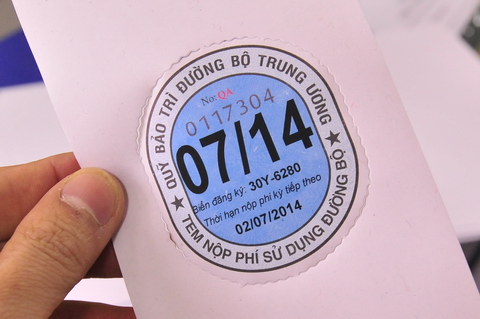 QUỸ BẢO TRÌ ĐƯỜNG BỘ TRUNG ƯƠNG
No: QA
0117304
07/14
Biển đăng ký: 30Y-6280
Thời hạn nộp phí kỳ tiếp theo
02/07/2014
★ TEM NỘP PHÍ SỬ DỤNG ĐƯỜNG BỘ ★